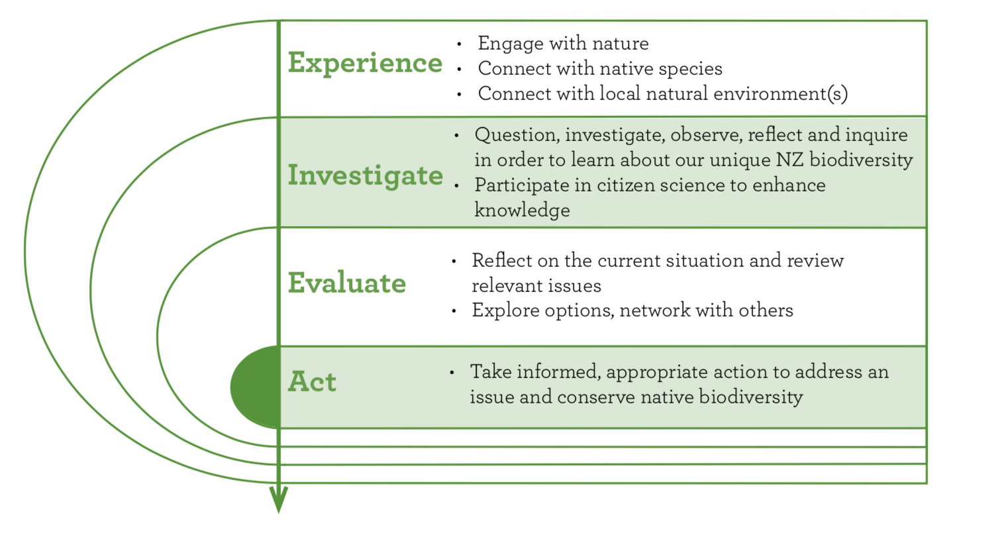 Experience
• Engage with nature
• Connect with native species
• Connect with local natural environment(s)
Investigate
• Question, investigate, observe, reflect and inquire
in order to learn about our unique NZ biodiversity
• Participate in citizen science to enhance
knowledge
Evaluate
• Reflect on the current situation and review
relevant issues
• Explore options, network with others
Act
• Take informed, appropriate action to address an
issue and conserve native biodiversity